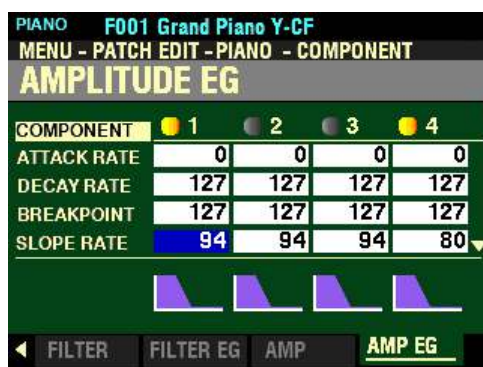 PIANO F001 Grand Piano Y-CF
MENU - PATCH EDIT -PIANO - COMPONENT
AMPLITUDE EG
COMPONENT 1 2 3 4
ATTACK RATE 0 0 0 0
DECAY RATE 127 127 127 127
BREAKPOINT 127 127 127 127
SLOPE RATE 94 94 94 80
FILTER FILTER EG AMP AMP EG